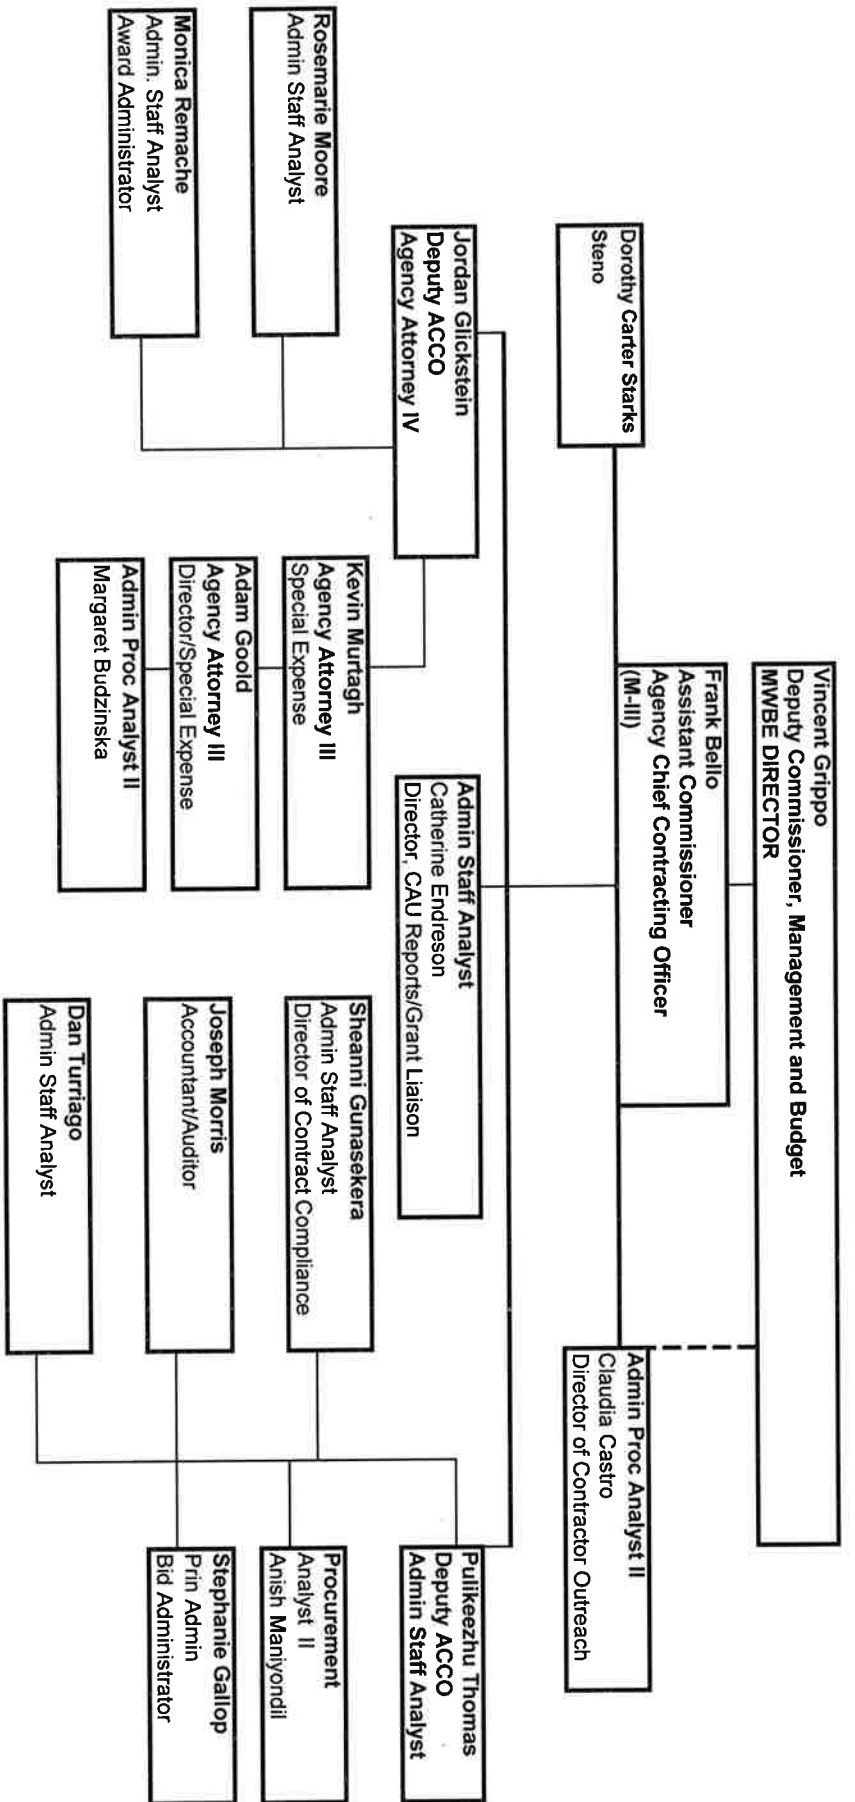 Vincent Grippo
Deputy Commissioner, Management and Budget
MWBE DIRECTOR
Frank Bello
Assistant Commissioner
Agency Chief Contracting Officer
(M-III)
Dorothy Carter Starks
Steno
Admin Proc Analyst II
Claudia Castro
Director of Contractor Outreach
Jordan Glickstein
Deputy ACCO
Agency Attorney IV
Admin Staff Analyst
Catherine Endreson
Director, CAU Reports/Grant Liaison
Pulikeezhu Thomas
Deputy ACCO
Admin Staff Analyst
Rosemarie Moore
Admin Staff Analyst
Monica Remache
Admin. Staff Analyst
Award Administrator
Kevin Murtagh
Agency Attorney III
Special Expense
Adam Goold
Agency Attorney III
Director/Special Expense
Admin Proc Analyst II
Margaret Budzinska
Sheanni Gunasekera
Admin Staff Analyst
Director of Contract Compliance
Joseph Morris
Accountant/Auditor
Dan Turriago
Admin Staff Analyst
Procurement
Analyst II
Anish Maniyondil
Stephanie Gallop
Prin Admin
Bid Administrator